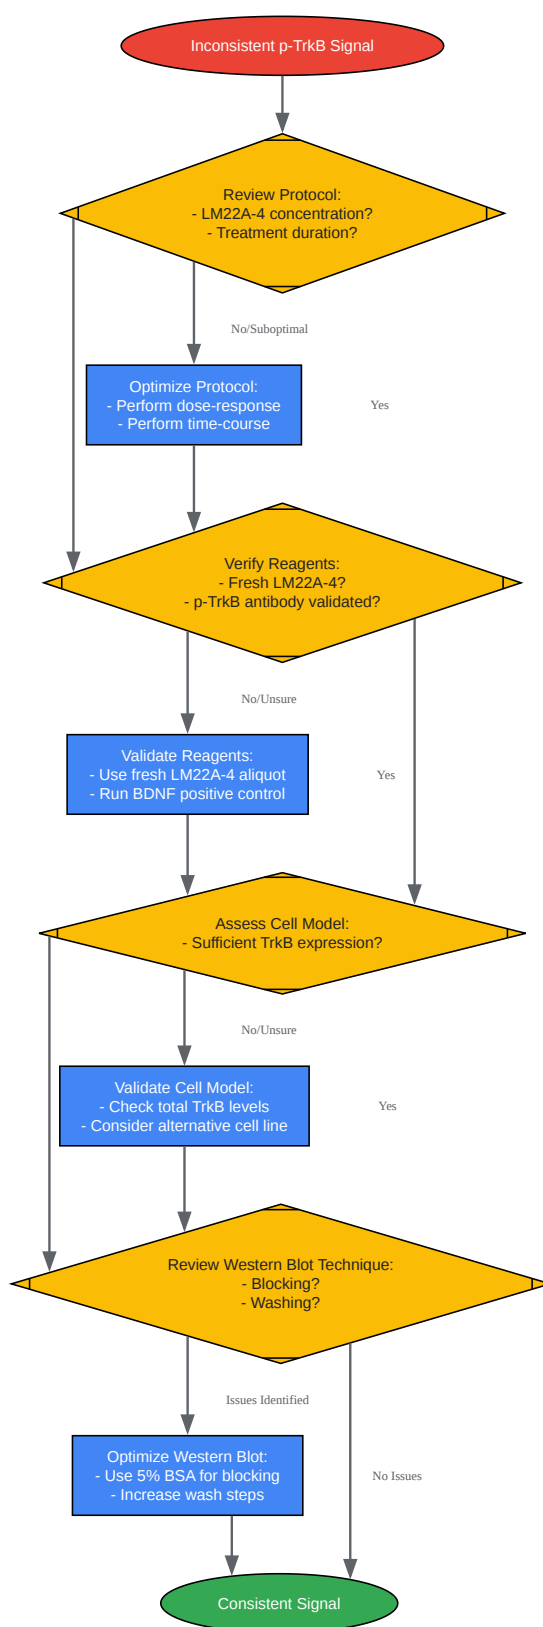 Inconsistent p-TrkB Signal
Review Protocol:
- LM22A-4 concentration?
- Treatment duration?
No/Suboptimal
Optimize Protocol:
- Perform dose-response
- Perform time-course
Yes
Verify Reagents:
- Fresh LM22A-4?
- p-TrkB antibody validated?
No/Unsure
Validate Reagents:
- Use fresh LM22A-4 aliquot
- Run BDNF positive control
Yes
Assess Cell Model:
- Sufficient TrkB expression?
No/Unsure
Validate Cell Model:
- Check total TrkB levels
- Consider alternative cell line
Yes
Review Western Blot Technique:
- Blocking?
- Washing?
Issues Identified
Optimize Western Blot:
- Use 5% BSA for blocking
- Increase wash steps
No Issues
Consistent Signal